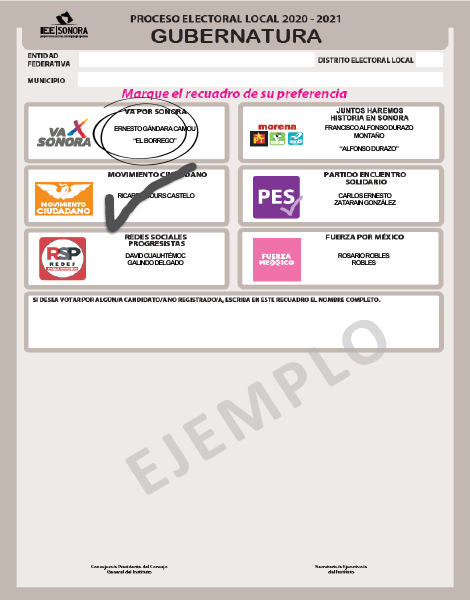 IEE|SONORA
PROCESO ELECTORAL LOCAL 2020 - 2021
GUBERNATURA
ENTIDAD
FEDERATIVA
DISTRITO ELECTORAL LOCAL
MUNICIPIO
Marque el recuadro de su preferencia
VA
SONORA
VA POR SONORA
ERNESTO GÁNDARA CAMOU
"EL BORREGO"
morena
JUNTOS HAREMOS
HISTORIA EN SONORA
FRANCISCO ALFONSO DURAZO
MONTAÑO
"ALFONSO DURAZO"
MOVIMIENTO
CIUDADANO
MOVIMIENTO CIUDADANO
CASTELO
PES
PARTIDO ENCUENTRO
SOLIDARIO
CARLOS ERNESTO
ZATARAIN GONZÁLEZ
RSP
REDES
REDES SOCIALES
PROGRESISTAS
DAVID CUAUHTÉMOC
GALINDO DELGADO
FUERZA
MÉXICO
FUERZA POR MÉXICO
ROSARIO ROBLES
ROBLES
SI DESEA VOTAR POR ALGÚN/A CANDIDATO/A NO REGISTRADO/A, ESCRIBA EN ESTE RECUADRO EL NOMBRE COMPLETO.
EJEMPLO
Consejero/a Presidente del Consejo
General del Instituto
Secretario/a Ejecutivo/a
del Instituto